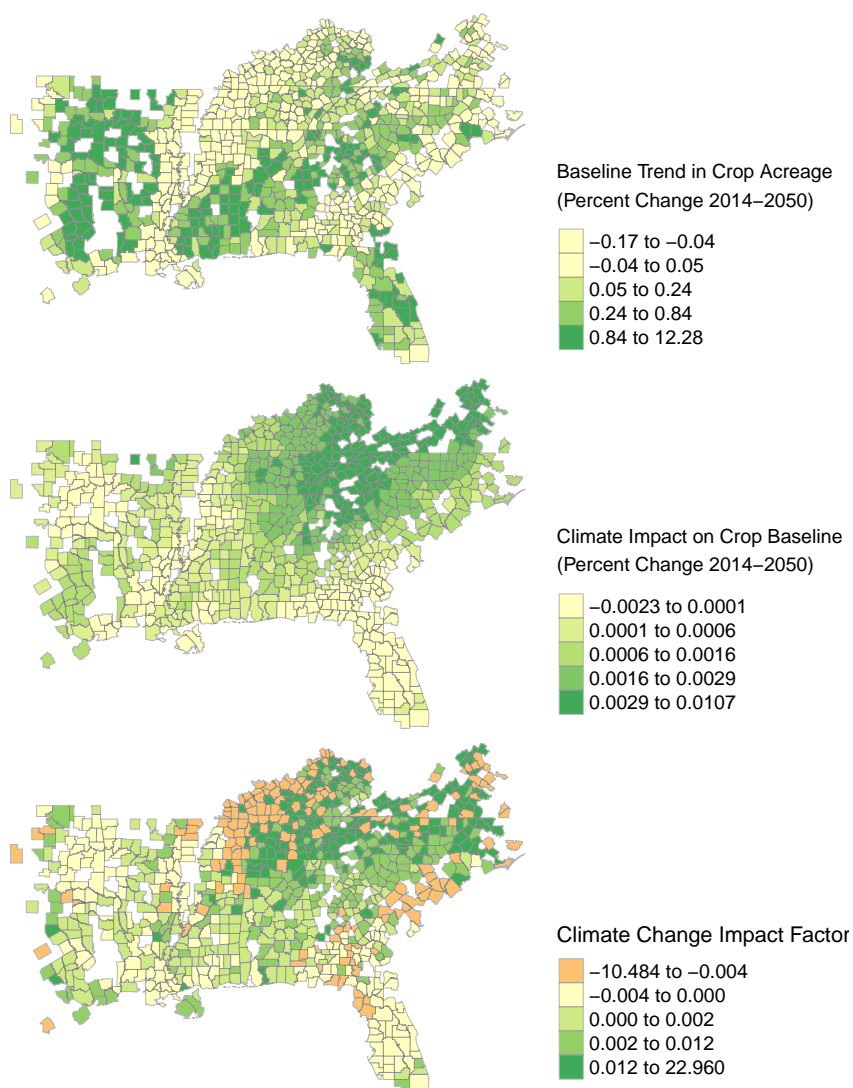 Baseline Trend in Crop Acreage
(Percent Change 2014−2050)
−0.17 to −0.04
−0.04 to 0.05
0.05 to 0.24
0.24 to 0.84
0.84 to 12.28
Climate Impact on Crop Baseline
(Percent Change 2014−2050)
−0.0023 to 0.0001
0.0001 to 0.0006
0.0006 to 0.0016
0.0016 to 0.0029
0.0029 to 0.0107
Climate Change Impact Factor
−10.484 to −0.004
−0.004 to 0.000
0.000 to 0.002
0.002 to 0.012
0.012 to 22.960